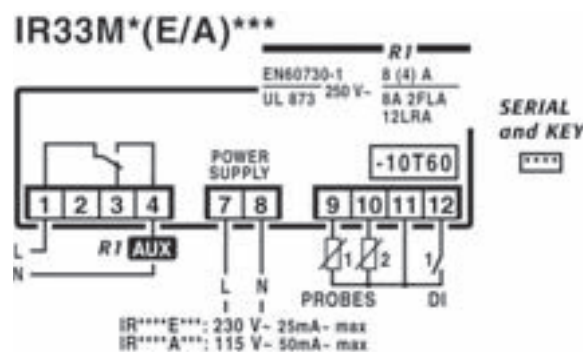 IR33M*(E/A)***
R1
EN60730-1
UL 873
250 V~
8 (4) A
8A 2FLA
12LRA
SERIAL
and KEY
POWER
SUPPLY
-10T60
1 2 3 4 7 8 9 10 11 12
L
N
R1 AUX
L N
1 2 1
PROBES DI
IR****E***: 230 V~ 25mA~ max
IR****A***: 115 V~ 50mA~ max